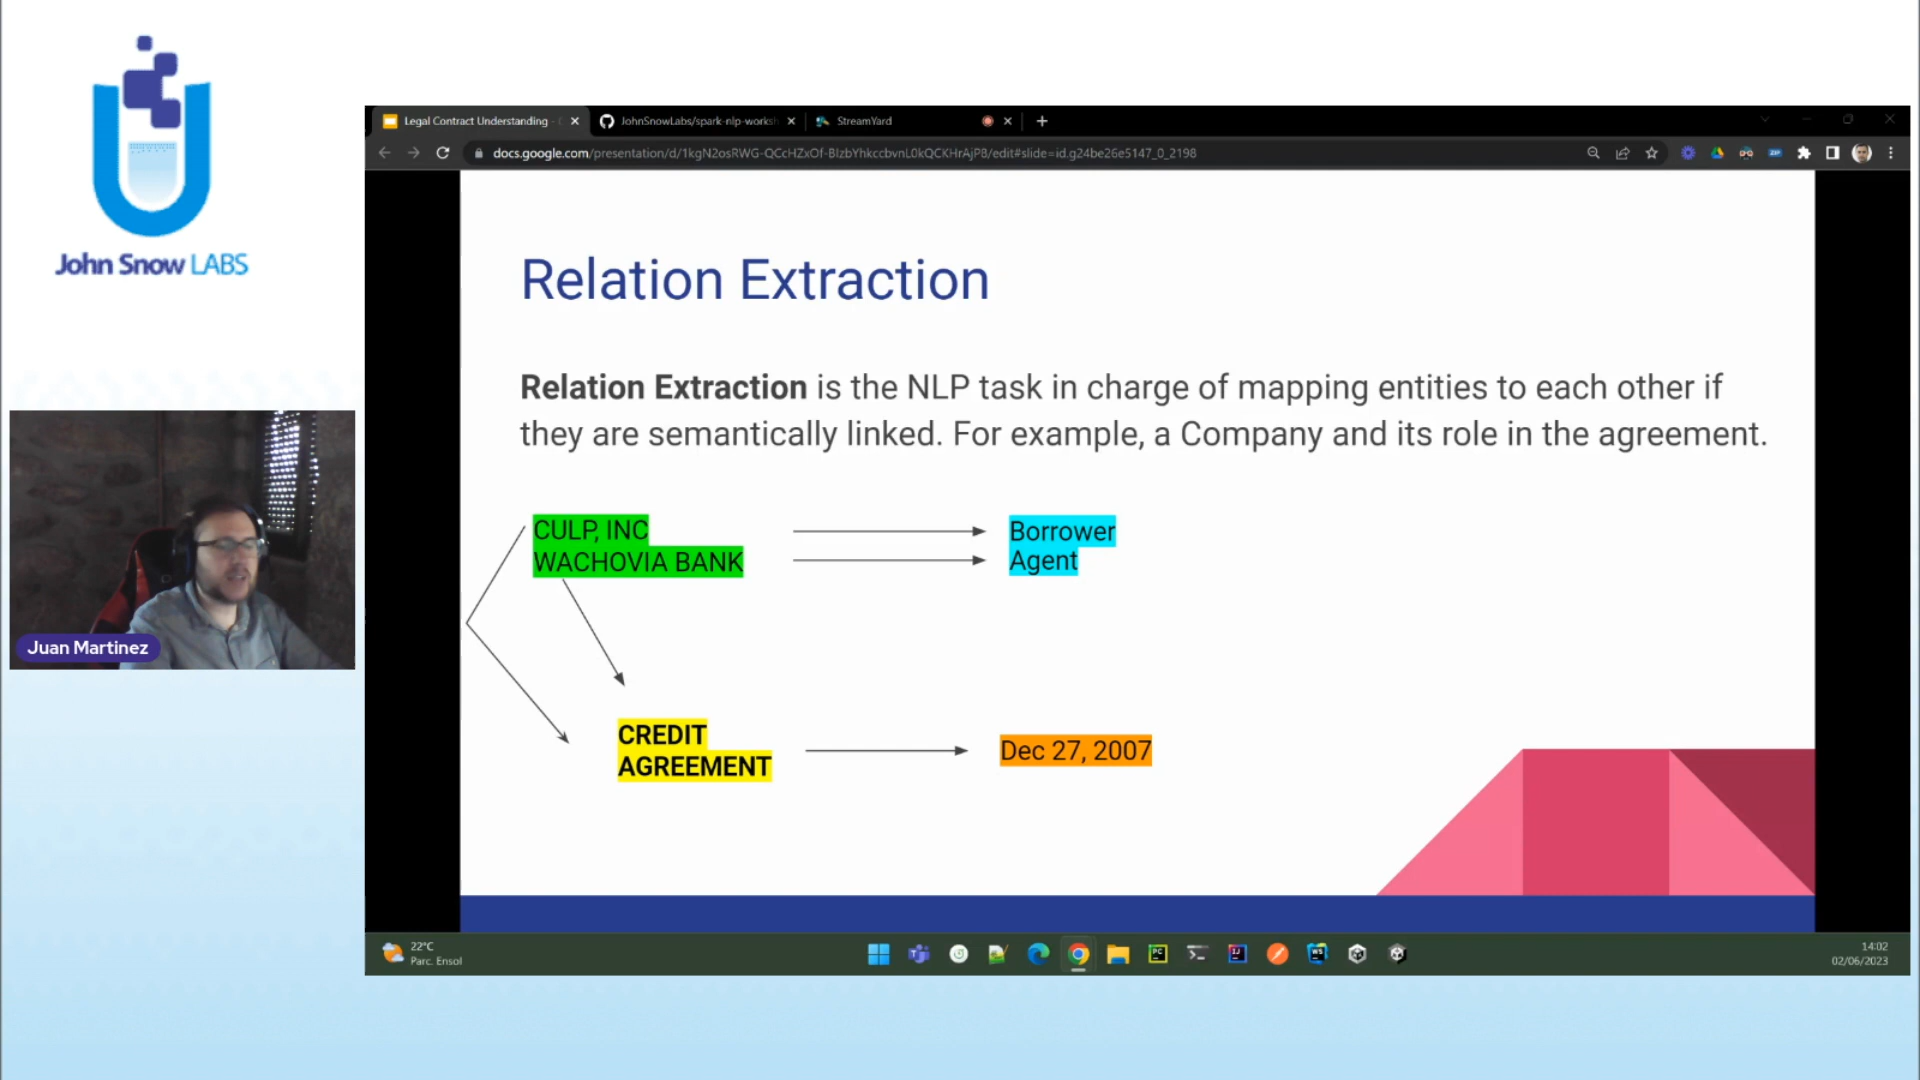 John Snow LABS
Legal Contract Understanding -
JohnSnowLabs/spark-nlp-worksh
StreamYard
docs.google.com/presentation/d/1kgN2osRWG-QCcHZxOf-BIzbYhkccbvnL0kQCKHrAjP8/edit#slide=id.g24be26e5147_0_2198
Relation Extraction
Relation Extraction is the NLP task in charge of mapping entities to each other if
they are semantically linked. For example, a Company and its role in the agreement.
CULP, INC
Borrower
WACHOVIA BANK
Agent
CREDIT
AGREEMENT
Dec 27, 2007
Juan Martinez
22°C
Parc. Ensol
14:02
02/06/2023